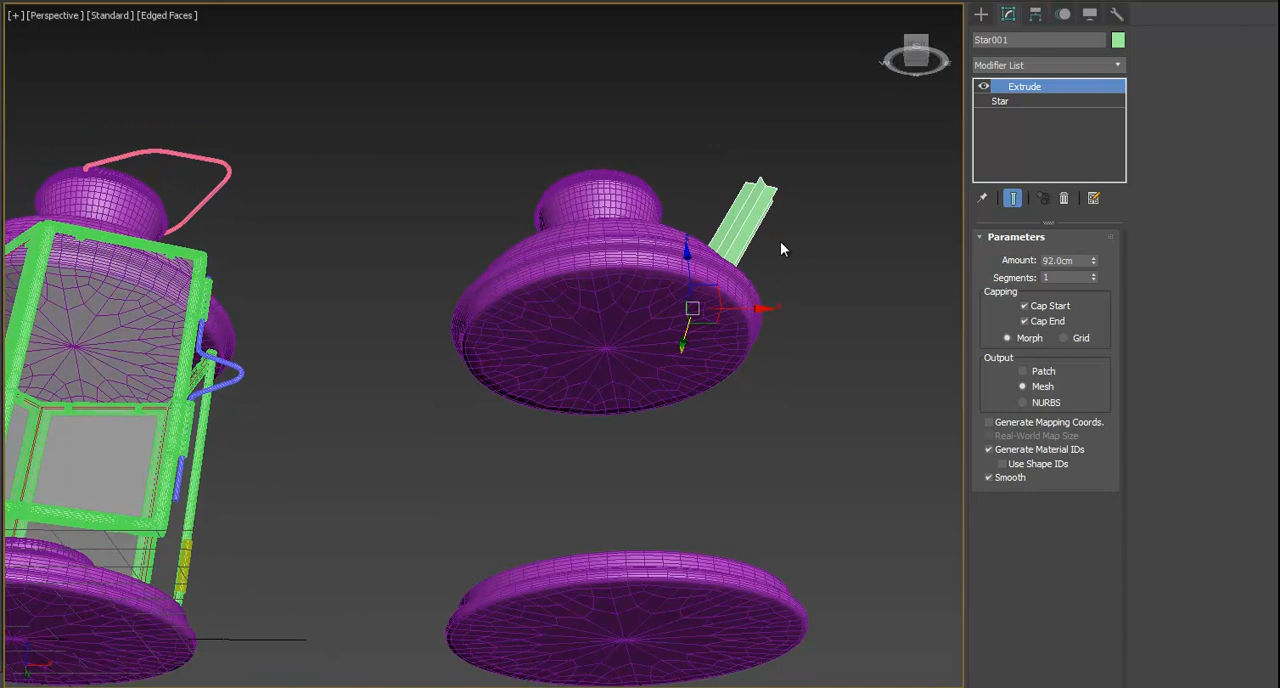 [+] [Perspective] [Standard] [Edged Faces]
Star001
Modifier List
Extrude
Star
Parameters
Amount: 92.0cm
Segments: 1
Capping
Cap Start
Cap End
Morph Grid
Output
Patch
Mesh
NURBS
Generate Mapping Coords.
Real-World Map Size
Generate Material IDs
Use Shape IDs
Smooth